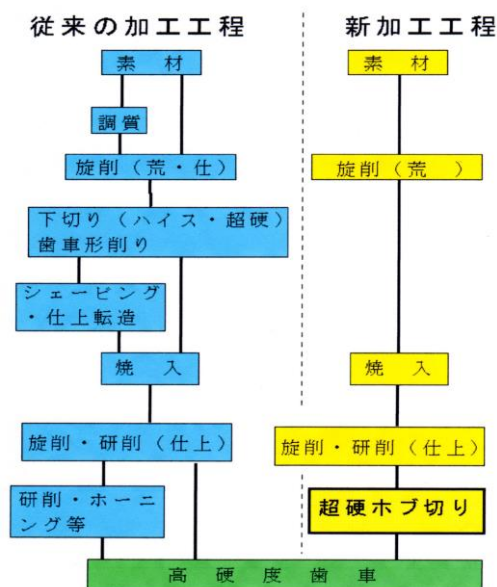 従来の加工工程
素材
調質
旋削(荒・仕)
下切り(ハイス・超硬)
歯車形削り
シェービング
・仕上転造
焼入
旋削・研削(仕上)
研削・ホーニ
ング等
新加工工程
素材
旋削(荒 )
焼入
旋削・研削(仕上)
超硬ホブ切り
高硬度歯車